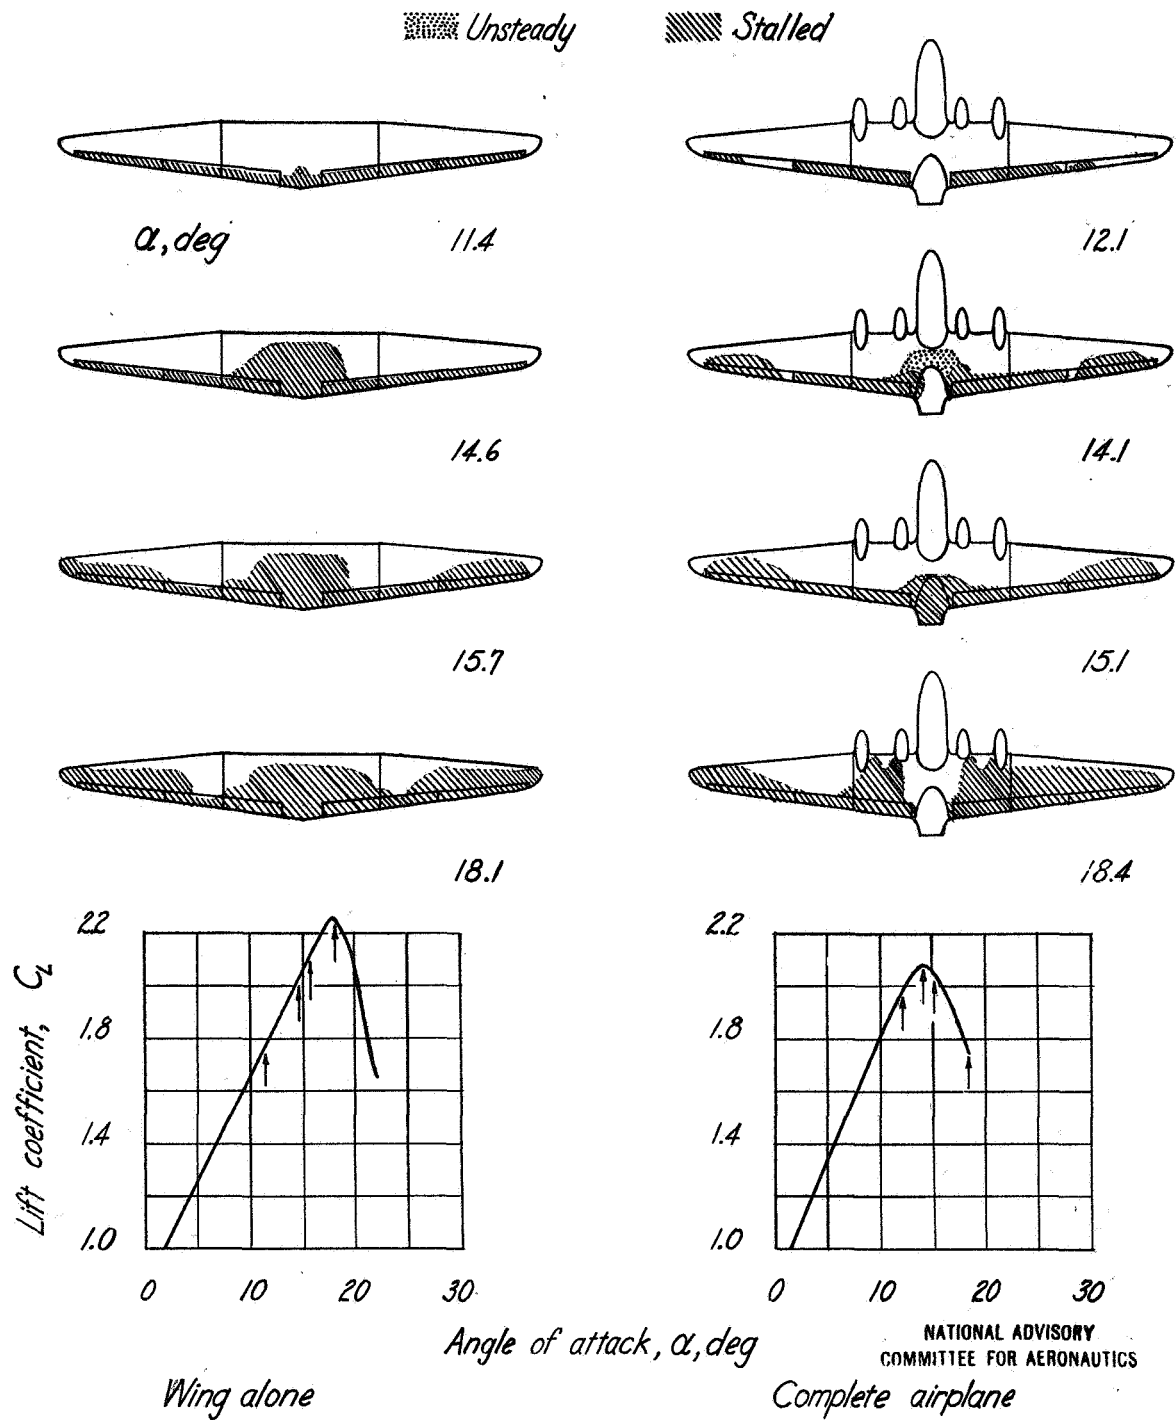 Unsteady Stalled
α, deg 11.4 12.1
14.6 14.1
15.7 15.1
18.1 18.4
2.2 2.2
1.8 1.8
1.4 1.4
1.0 1.0
Lift coefficient, CL
0 10 20 30 0 10 20 30
Angle of attack, α, deg
NATIONAL ADVISORY
COMMITTEE FOR AERONAUTICS
Wing alone Complete airplane